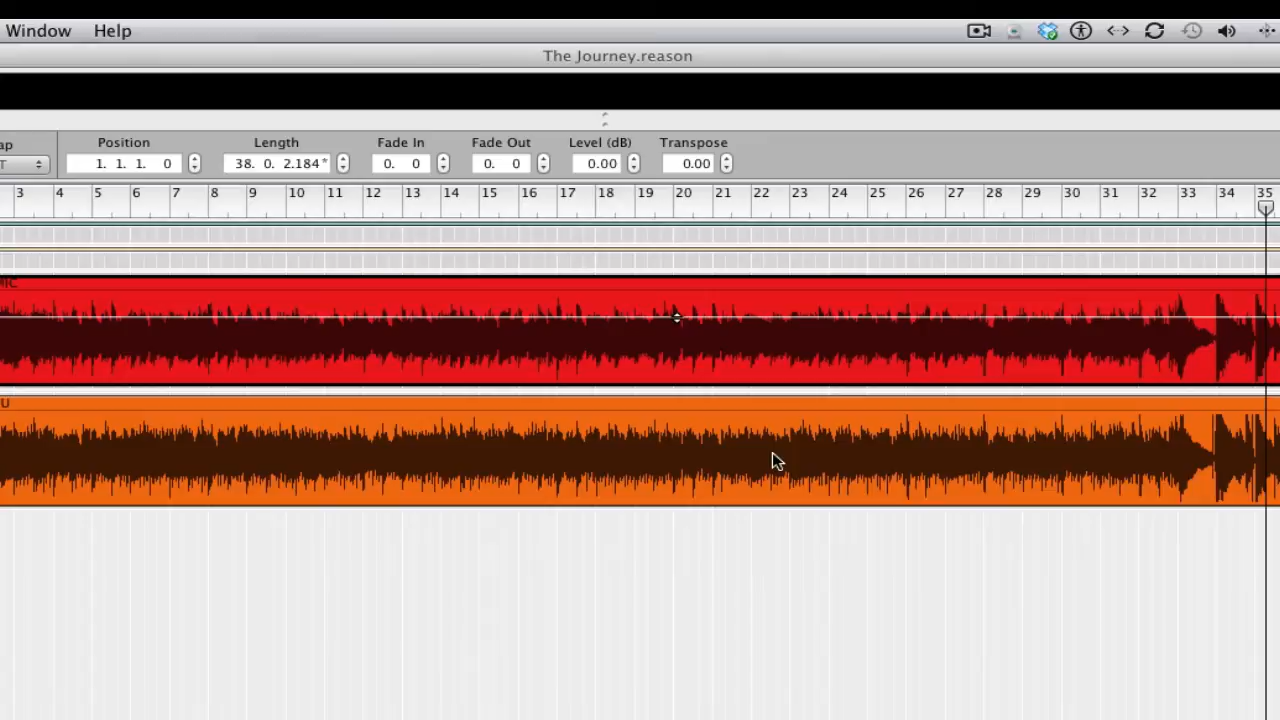 Window Help
The Journey.reason
ap Position Length Fade In Fade Out Level (dB) Transpose
T 1. 1. 1. 0 38. 0. 2.184* 0. 0 0. 0 0.00 0.00
3 4 5 6 7 8 9 10 11 12 13 14 15 16 17 18 19 20 21 22 23 24 25 26 27 28 29 30 31 32 33 34 35
MIC
U